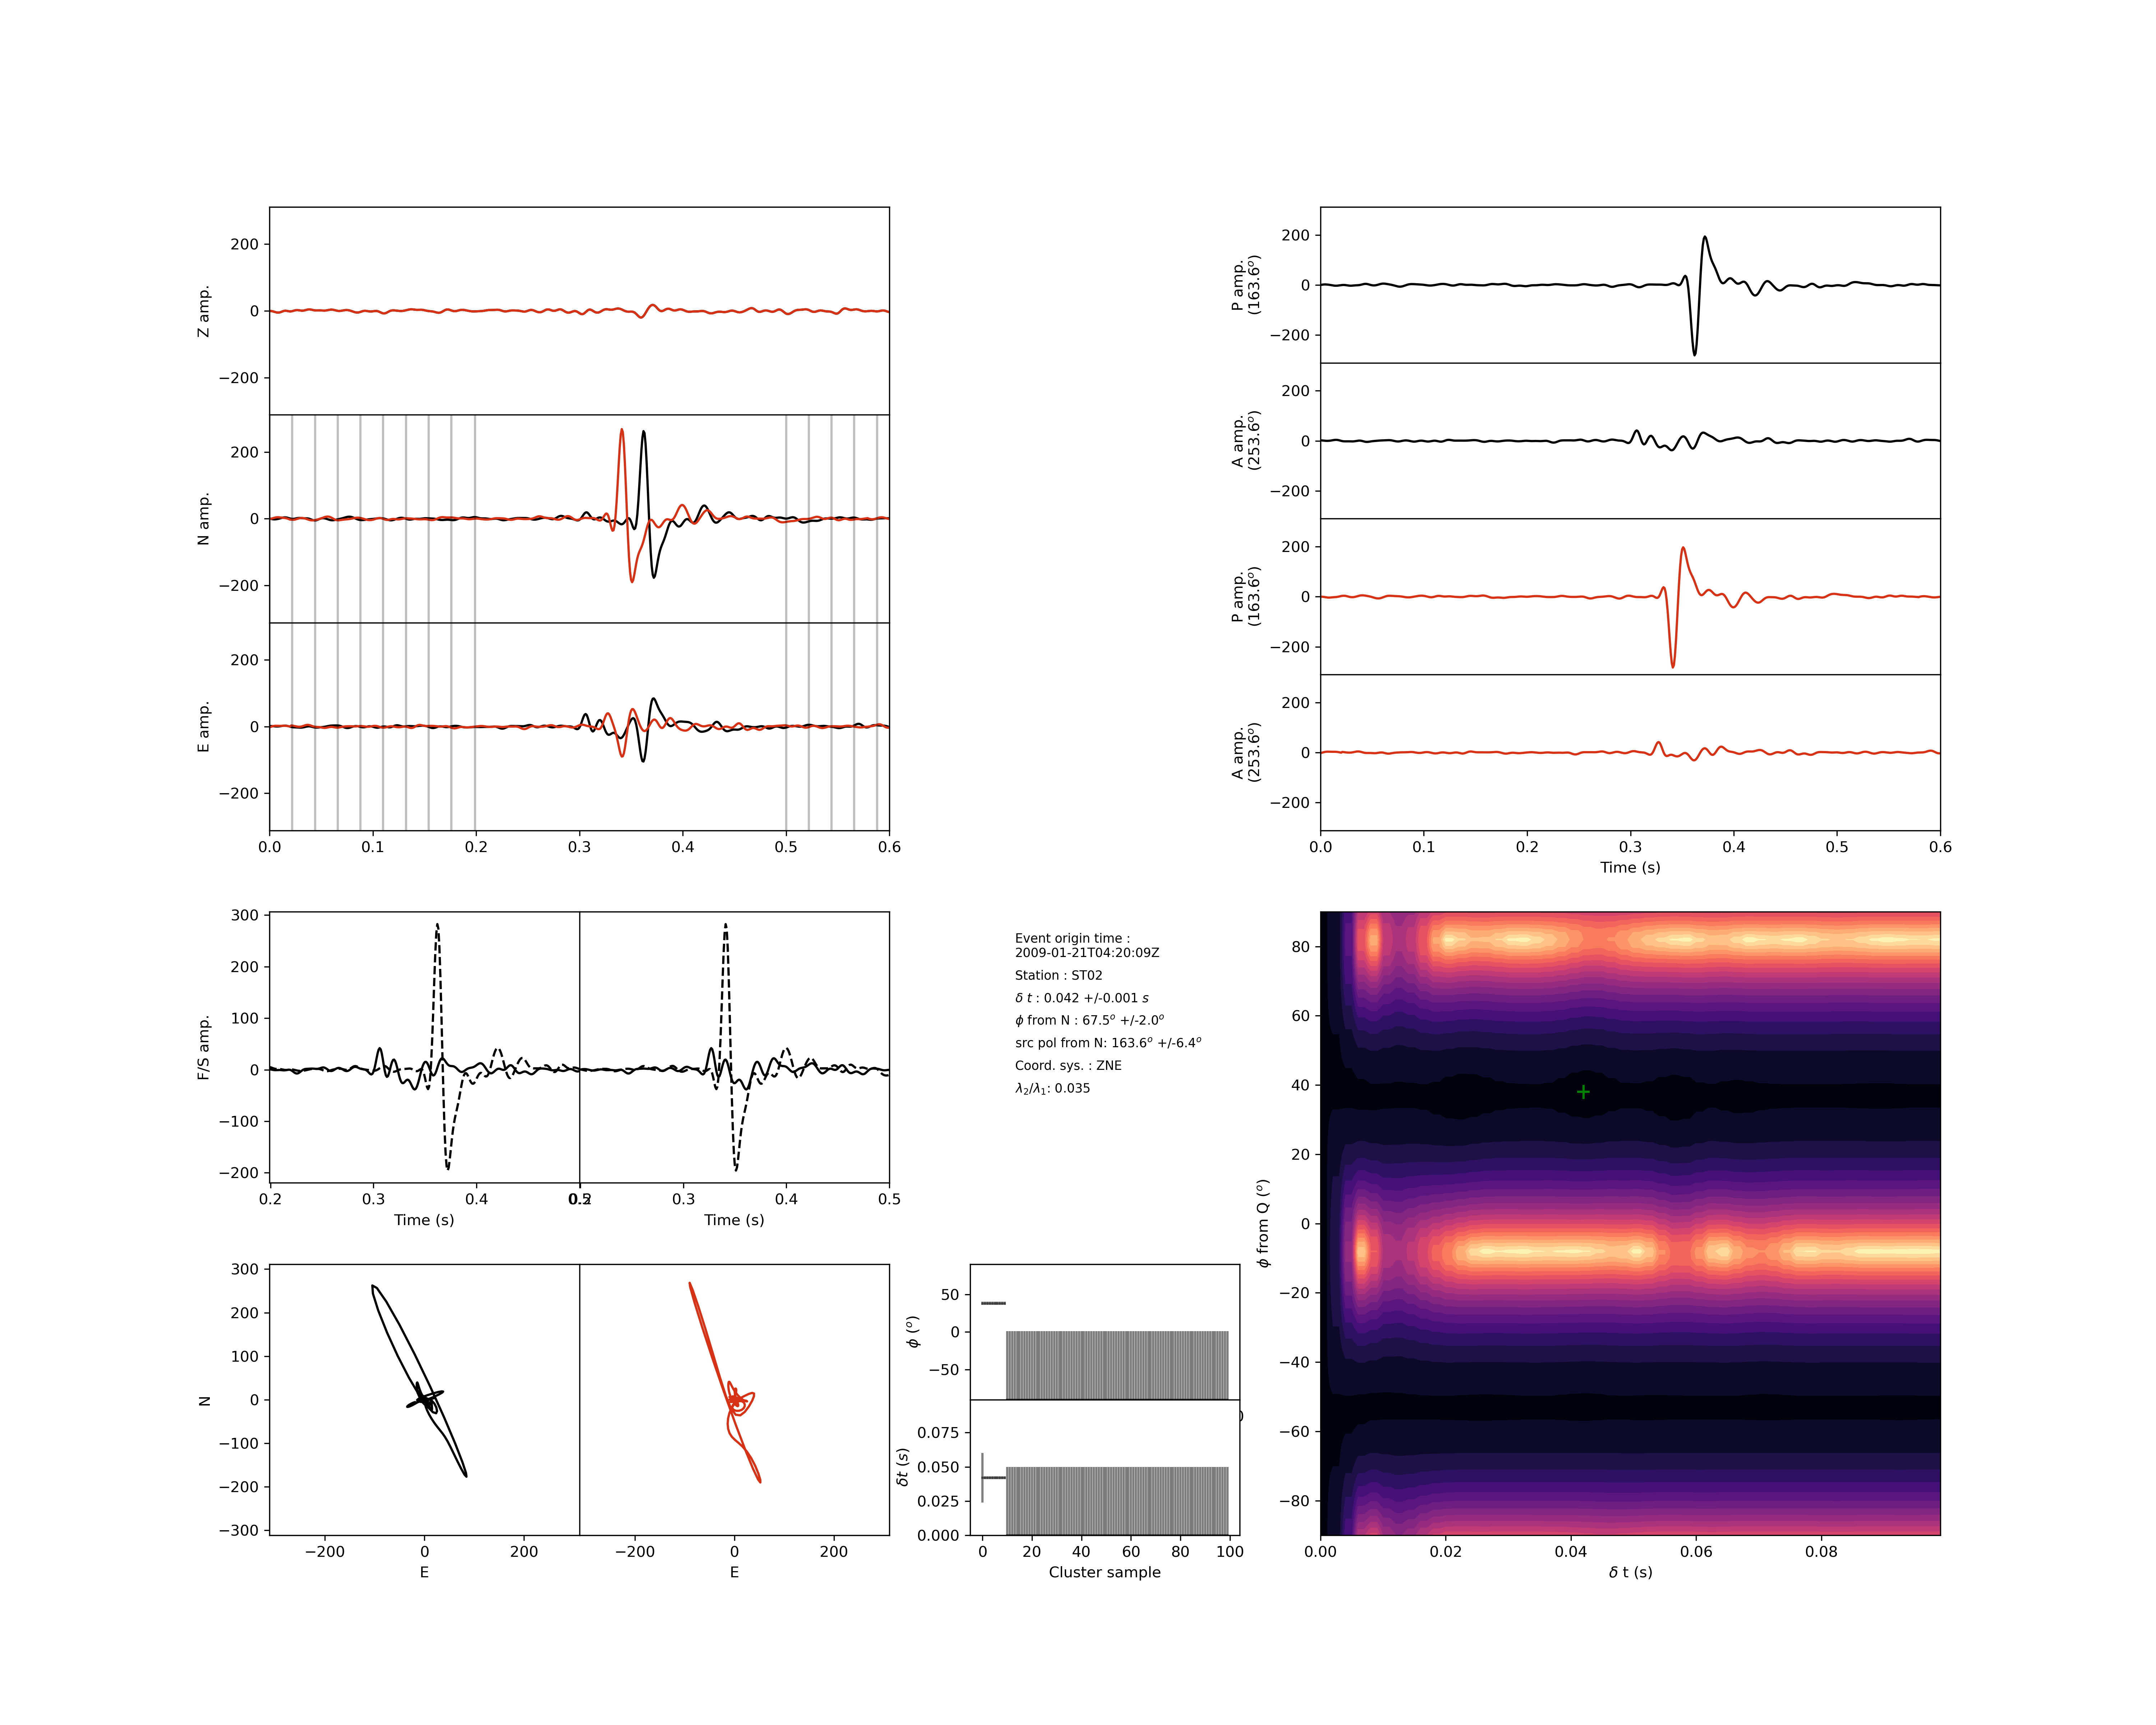 200
0
−200
Z amp.
200
0
−200
N amp.
200
0
−200
E amp.
0.0 0.1 0.2 0.3 0.4 0.5 0.6
200
0
−200
P amp.
(163.6°)
200
0
−200
A amp.
(253.6°)
200
0
−200
P amp.
(163.6°)
200
0
−200
A amp.
(253.6°)
0.0 0.1 0.2 0.3 0.4 0.5 0.6
Time (s)
300
200
100
0
−100
−200
F/S amp.
0.2 0.3 0.4 0.5
Time (s)
0.2 0.3 0.4 0.5
Time (s)
Event origin time :
2009-01-21T04:20:09Z
Station : ST02
δ t : 0.042 +/-0.001 s
ϕ from N : 67.5° +/-2.0°
src pol from N: 163.6° +/-6.4°
Coord. sys. : ZNE
λ₂/λ₁: 0.035
300
200
100
0
−100
−200
−300
N
−200 0 200
E
−200 0 200
E
50
0
−50
ϕ (°)
0.075
0.050
0.025
0.000
δt (s)
0 20 40 60 80 100
Cluster sample
80
60
40
20
0
−20
−40
−60
−80
ϕ from Q (°)
0.00 0.02 0.04 0.06 0.08
δ t (s)